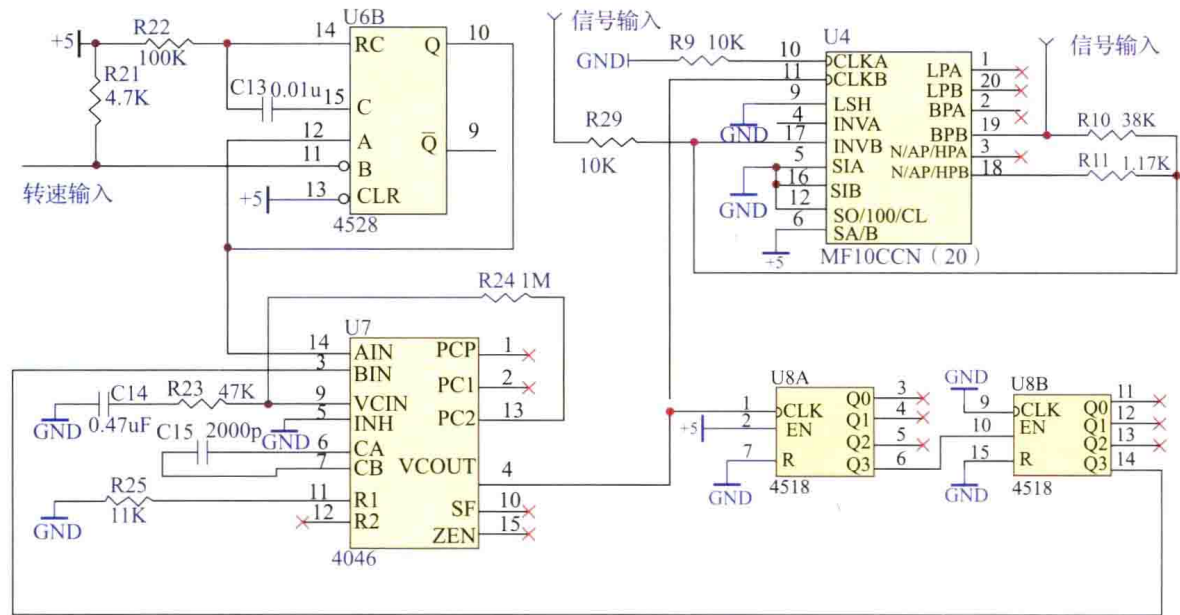 U6B
+5
R22
100K
R21
4.7K
C13 0.01u
14 RC
15 C
12 A
11 B
13 CLR
+5
Q 10
Q̅ 9
4528
转速输入
信号输入
R29
10K
GND
R9 10K
U4
10 CLKA
11 CLKB
9 LSH
GND
4 INVA
17 INVB
5 SIA
16 SIB
GND
12 SO/100/CL
6 SA/B
+5
LPA 1
LPB 20
BPA 2
BPB 19
N/AP/HPA 3
N/AP/HPB 18
MF10CCN（20）
信号输入
R10 38K
R11 1.17K
R24 1M
U7
14 AIN
3 BIN
9 VCIN
5 INH
GND
6 CA
7 CB
11 R1
12 R2
PCP 1
PC1 2
PC2 13
VCOUT 4
SF 10
ZEN 15
4046
GND
C14
0.47uF
R23 47K
C15 2000p
GND
R25
11K
U8A
1 CLK
2 EN
+5
7 R
GND
Q0 3
Q1 4
Q2 5
Q3 6
4518
U8B
GND
9 CLK
10 EN
15 R
GND
Q0 11
Q1 12
Q2 13
Q3 14
4518